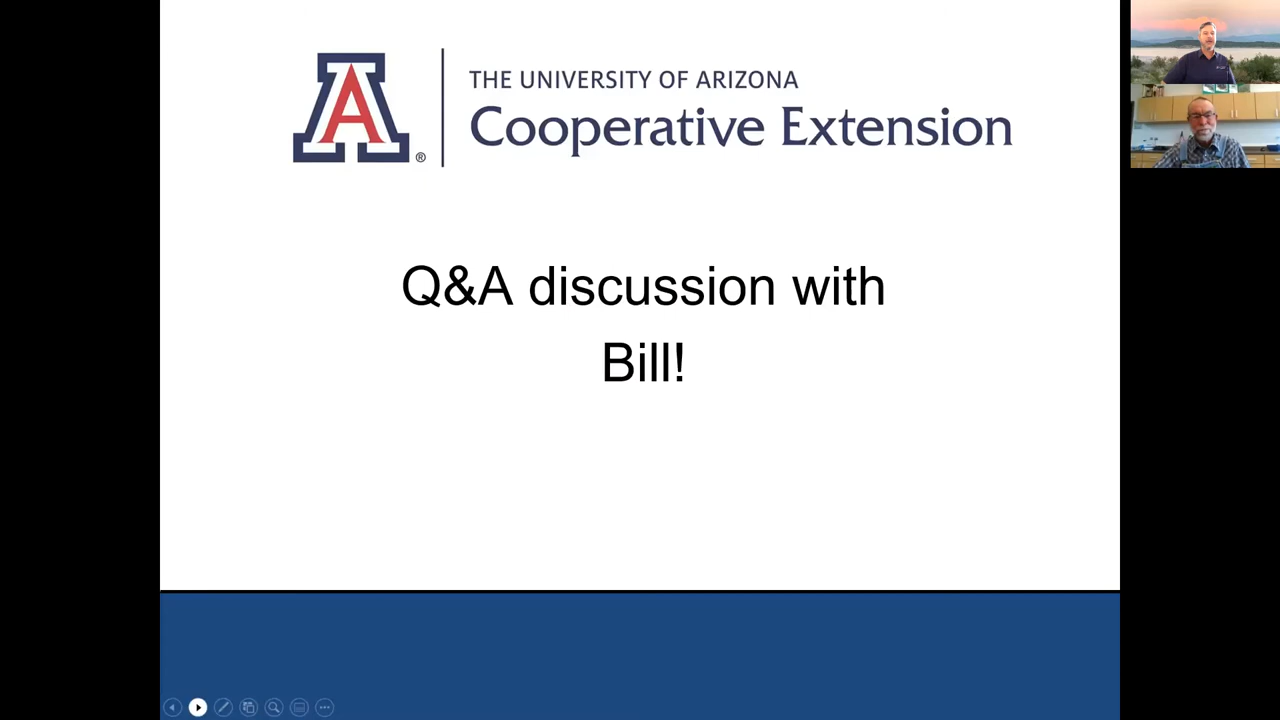 A®
THE UNIVERSITY OF ARIZONA
Cooperative Extension
Q&A discussion with
Bill!